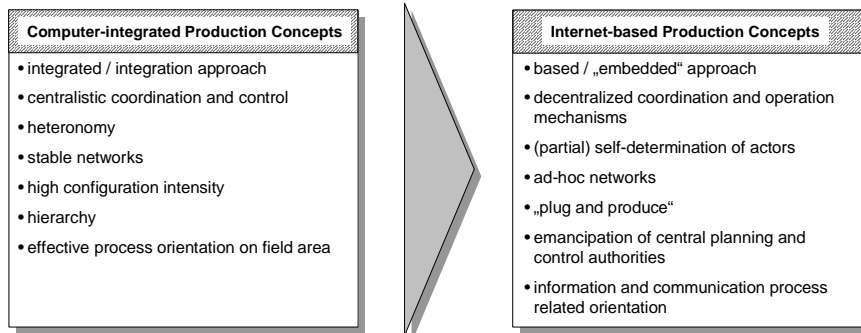 Computer-integrated Production Concepts
• integrated / integration approach
• centralistic coordination and control
• heteronomy
• stable networks
• high configuration intensity
• hierarchy
• effective process orientation on field area
Internet-based Production Concepts
• based / „embedded“ approach
• decentralized coordination and operation
mechanisms
• (partial) self-determination of actors
• ad-hoc networks
• „plug and produce“
• emancipation of central planning and
control authorities
• information and communication process
related orientation